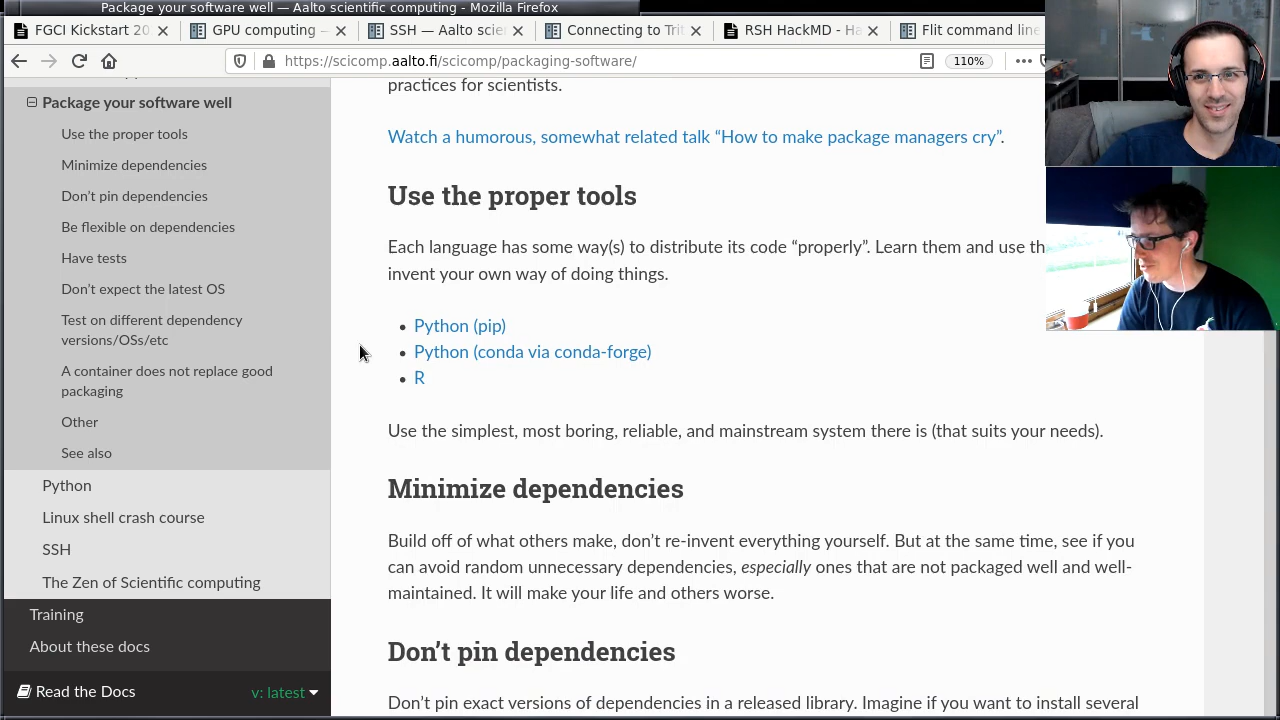 Package your software well — Aalto scientific computing - Mozilla Firefox
FGCI Kickstart 20
GPU computing —
SSH — Aalto scie
Connecting to Trit
RSH HackMD - Ha
Flit command line
https://scicomp.aalto.fi/scicomp/packaging-software/
110%
Package your software well
Use the proper tools
Minimize dependencies
Don't pin dependencies
Be flexible on dependencies
Have tests
Don't expect the latest OS
Test on different dependency
versions/OSs/etc
A container does not replace good
packaging
Other
See also
Python
Linux shell crash course
SSH
The Zen of Scientific computing
Training
About these docs
Read the Docs
v: latest
practices for scientists.
Watch a humorous, somewhat related talk “How to make package managers cry”.
Use the proper tools
Each language has some way(s) to distribute its code “properly”. Learn them and use th
invent your own way of doing things.
• Python (pip)
• Python (conda via conda-forge)
• R
Use the simplest, most boring, reliable, and mainstream system there is (that suits your needs).
Minimize dependencies
Build off of what others make, don’t re-invent everything yourself. But at the same time, see if you
can avoid random unnecessary dependencies, especially ones that are not packaged well and well-
maintained. It will make your life and others worse.
Don’t pin dependencies
Don’t pin exact versions of dependencies in a released library. Imagine if you want to install several